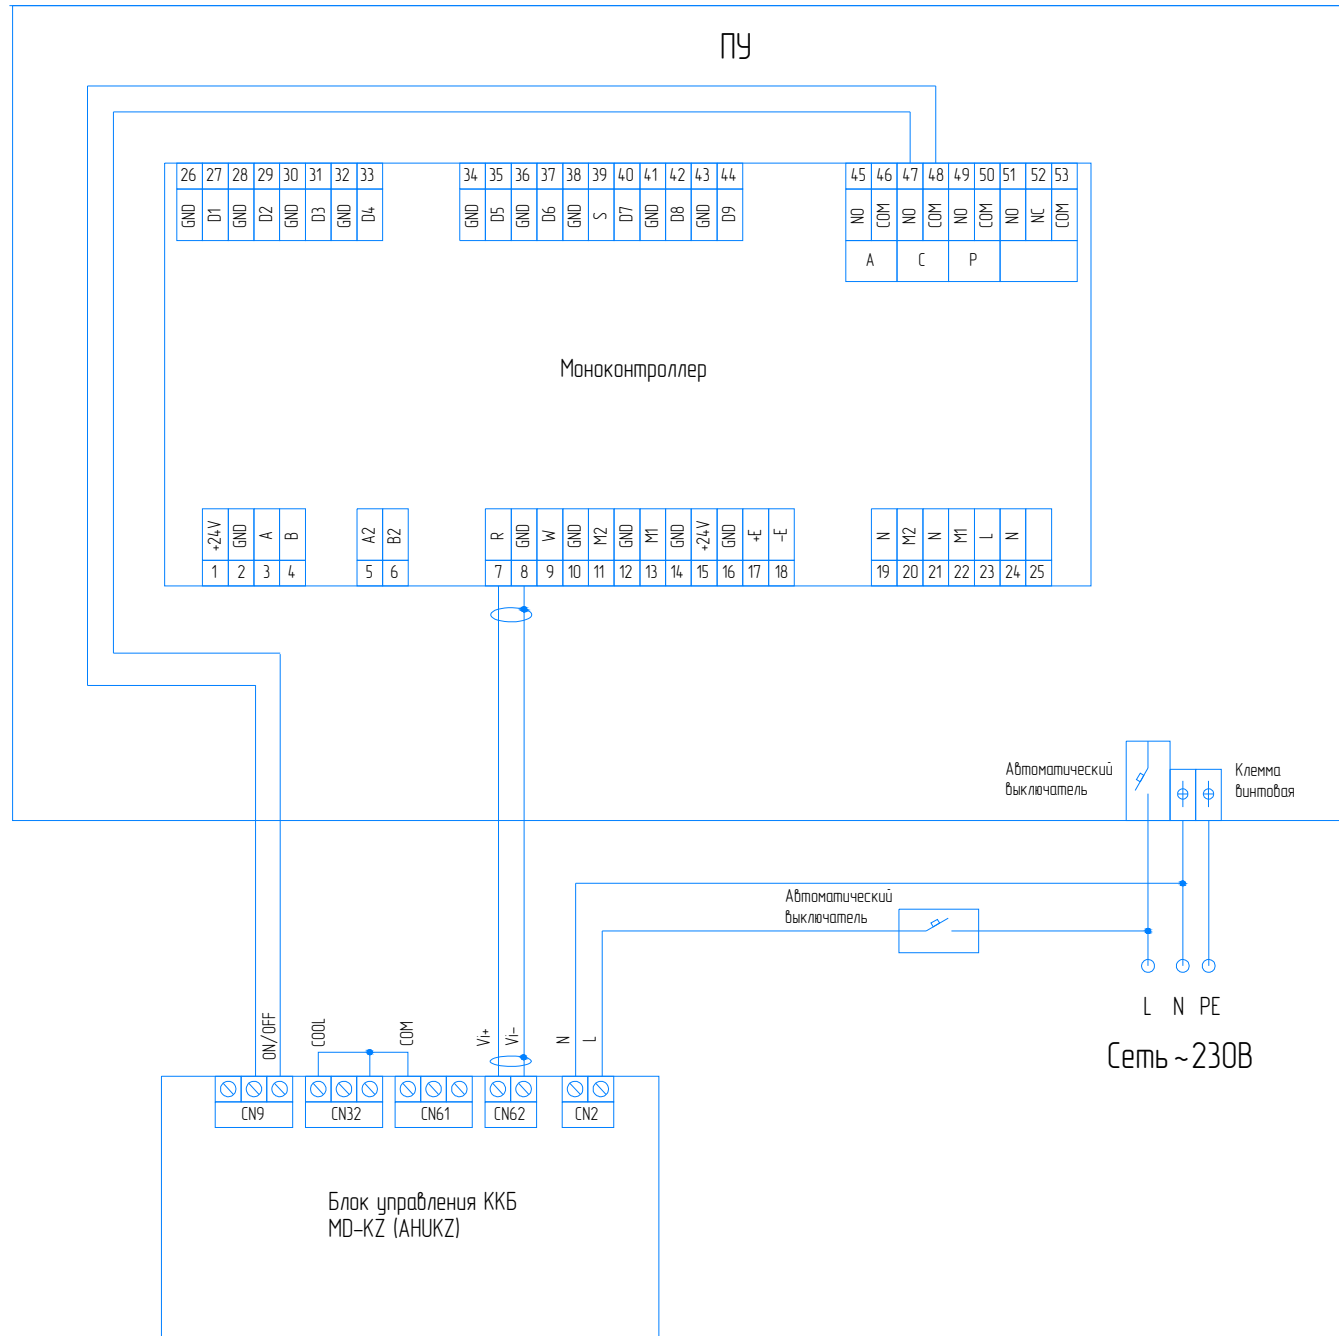 ПУ
26 27 28 29 30 31 32 33
GND D1 GND D2 GND D3 GND D4
34 35 36 37 38 39 40 41 42 43 44
GND D5 GND D6 GND S D7 GND D8 GND D9
45 46 47 48 49 50 51 52 53
NO COM NO COM NO COM NO NC COM
A C P
Моноконтроллер
+24V GND A B
1 2 3 4
A2 B2
5 6
R GND W GND M2 GND M1 GND +24V GND +E -E
7 8 9 10 11 12 13 14 15 16 17 18
N M2 N M1 L N
19 20 21 22 23 24 25
Автоматический
выключатель
Клемма
винтовая
Автоматический
выключатель
L N PE
Сеть ~230В
ON/OFF
COOL
COM
Vi+
Vi-
N
L
CN9 CN32 CN61 CN62 CN2
Блок управления ККБ
MD-KZ (AHUKZ)